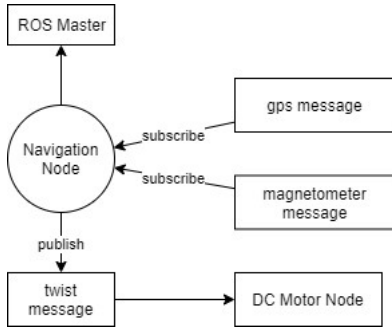 ROS Master
gps message
subscribe
Navigation
Node
subscribe
magnetometer
message
publish
twist
message
DC Motor Node